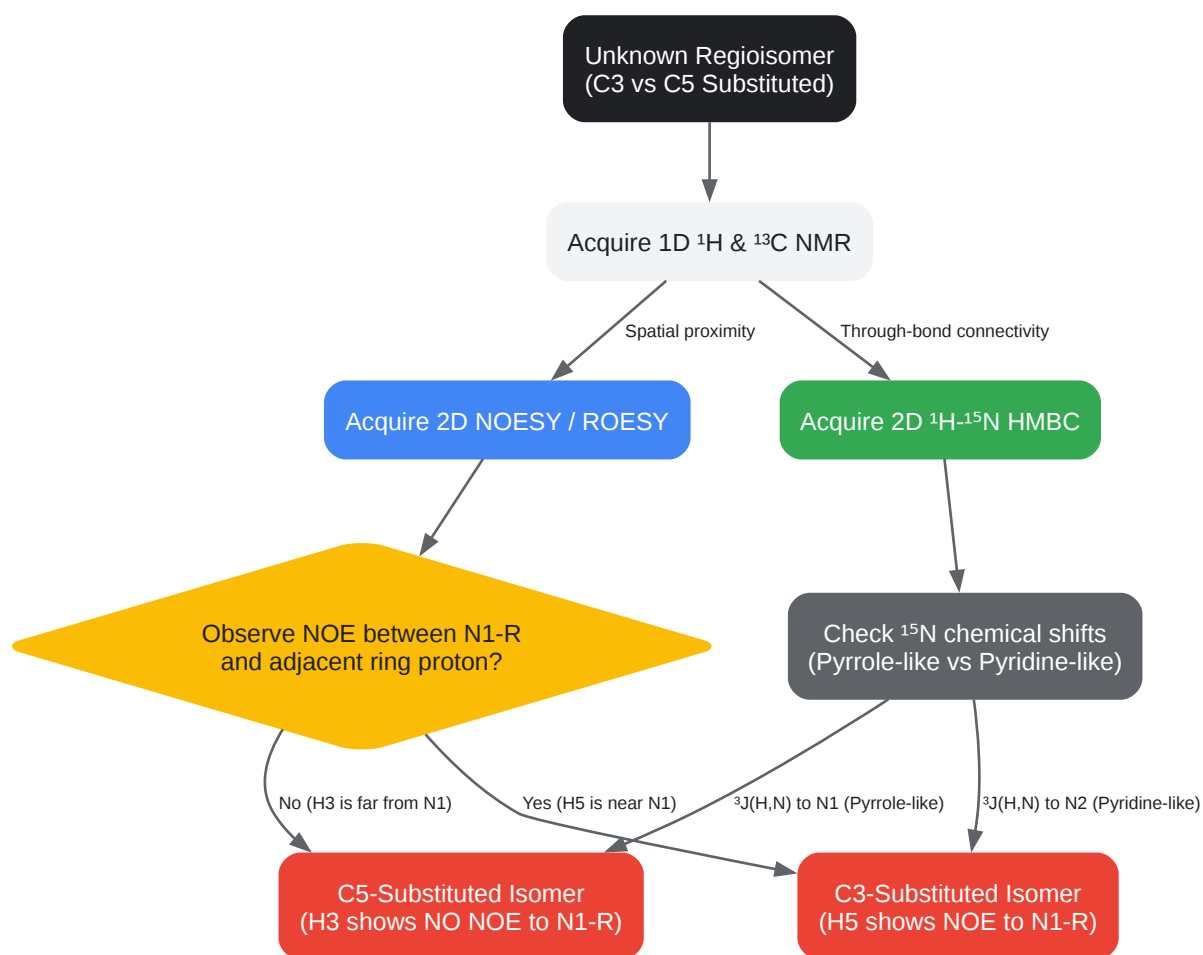 Unknown Regioisomer
(C3 vs C5 Substituted)
Acquire 1D ¹H & ¹³C NMR
Spatial proximity
Through-bond connectivity
Acquire 2D NOESY / ROESY
Acquire 2D ¹H-¹⁵N HMBC
Observe NOE between N1-R
and adjacent ring proton?
Check ¹⁵N chemical shifts
(Pyrrole-like vs Pyridine-like)
No (H3 is far from N1)
Yes (H5 is near N1)
³J(H,N) to N1 (Pyrrole-like)
³J(H,N) to N2 (Pyridine-like)
C5-Substituted Isomer
(H3 shows NO NOE to N1-R)
C3-Substituted Isomer
(H5 shows NOE to N1-R)